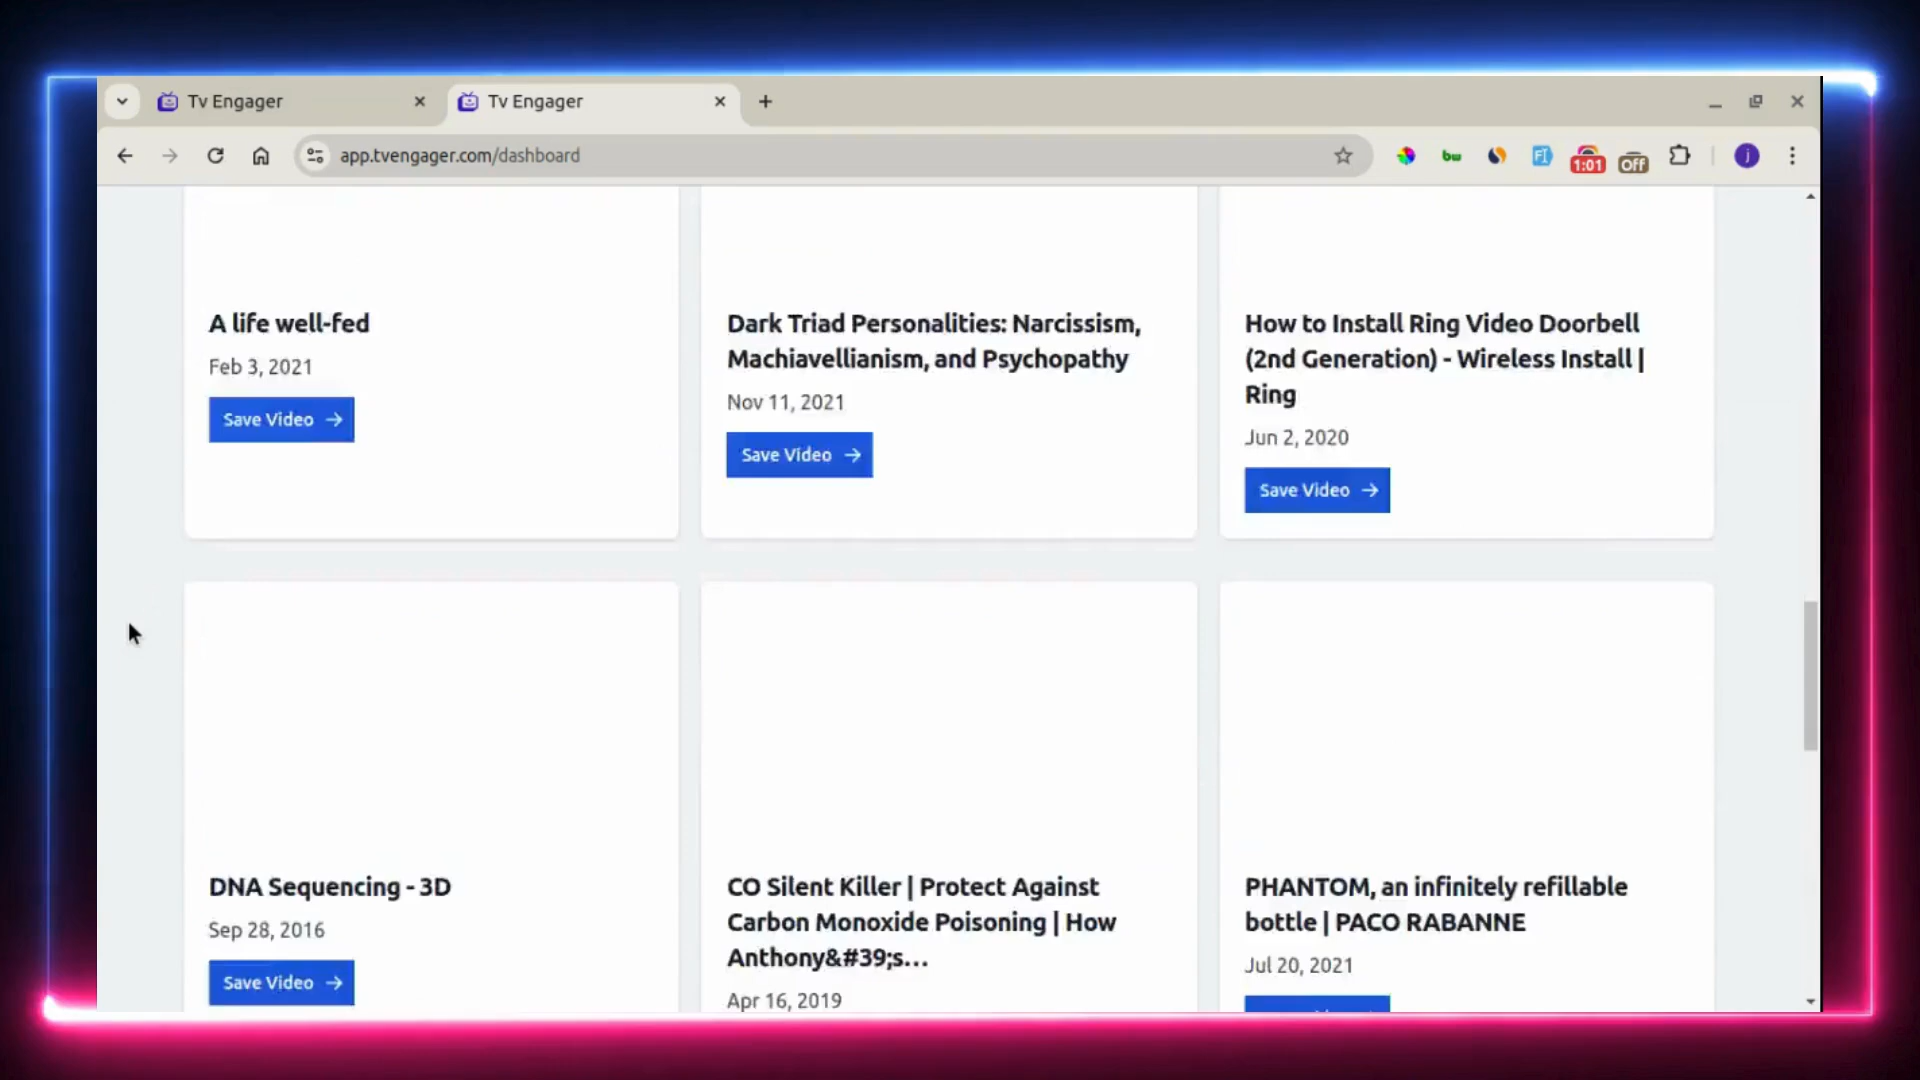 Tv Engager
Tv Engager
app.tvengager.com/dashboard
1:01
Off
j
A life well-fed
Feb 3, 2021
Save Video
Dark Triad Personalities: Narcissism,
Machiavellianism, and Psychopathy
Nov 11, 2021
Save Video
How to Install Ring Video Doorbell
(2nd Generation) - Wireless Install |
Ring
Jun 2, 2020
Save Video
DNA Sequencing - 3D
Sep 28, 2016
Save Video
CO Silent Killer | Protect Against
Carbon Monoxide Poisoning | How
Anthony&#39;s...
Apr 16, 2019
PHANTOM, an infinitely refillable
bottle | PACO RABANNE
Jul 20, 2021